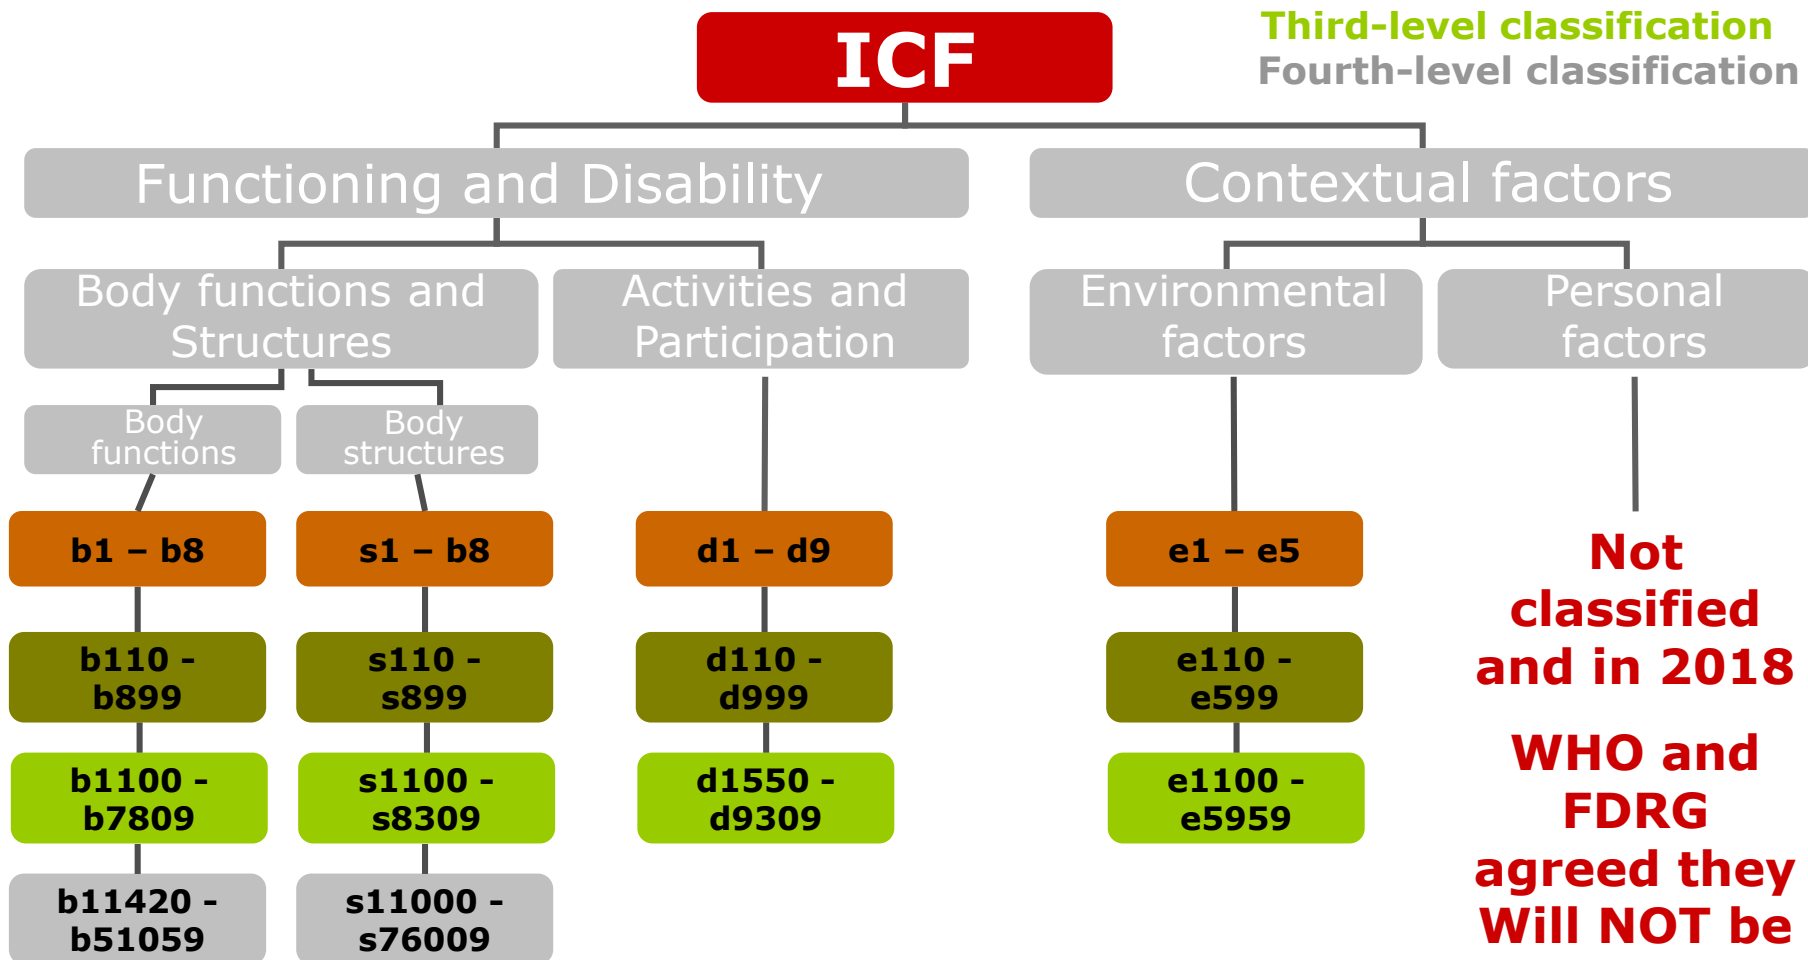 ICF
Third-level classification
Fourth-level classification
Functioning and Disability
Contextual factors
Body functions and
Structures
Activities and
Participation
Environmental
factors
Personal
factors
Body
functions
Body
structures
b1 – b8
s1 – b8
d1 – d9
e1 – e5
b110 -
b899
s110 -
s899
d110 -
d999
e110 -
e599
b1100 -
b7809
s1100 -
s8309
d1550 -
d9309
e1100 -
e5959
b11420 -
b51059
s11000 -
s76009
Not
classified
and in 2018
WHO and
FDRG
agreed they
Will NOT be